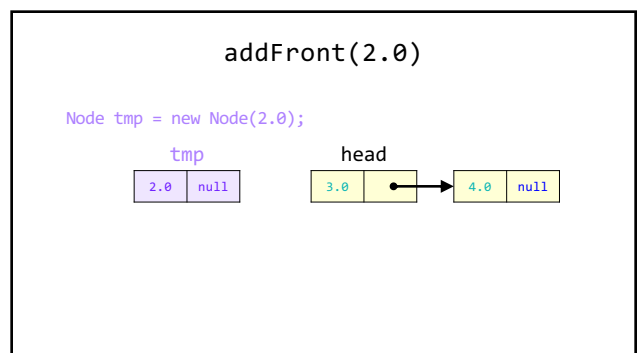 addFront(2.0)
Node tmp = new Node(2.0);
tmp head
2.0 null 3.0 4.0 null